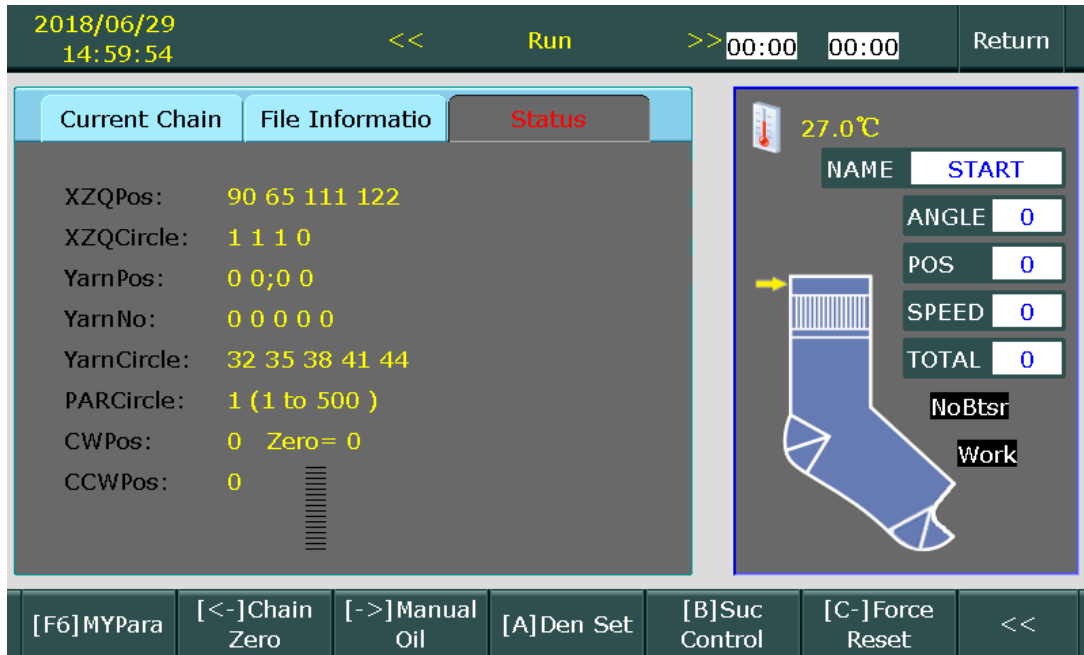 2018/06/29
14:59:54
<< Run >> 00:00 00:00 Return
Current Chain File Informatio Status
XZQPos: 90 65 111 122
XZQCircle: 1 1 1 0
YarnPos: 0 0;0 0
YarnNo: 0 0 0 0 0
YarnCircle: 32 35 38 41 44
PARCircle: 1 (1 to 500 )
CWPos: 0 Zero= 0
CCWPos: 0
27.0℃
NAME START
ANGLE 0
POS 0
SPEED 0
TOTAL 0
NoBtsr
Work
[F6]MYPara
[<-]Chain
Zero
[->]Manual
Oil
[A]Den Set
[B]Suc
Control
[C-]Force
Reset
<<